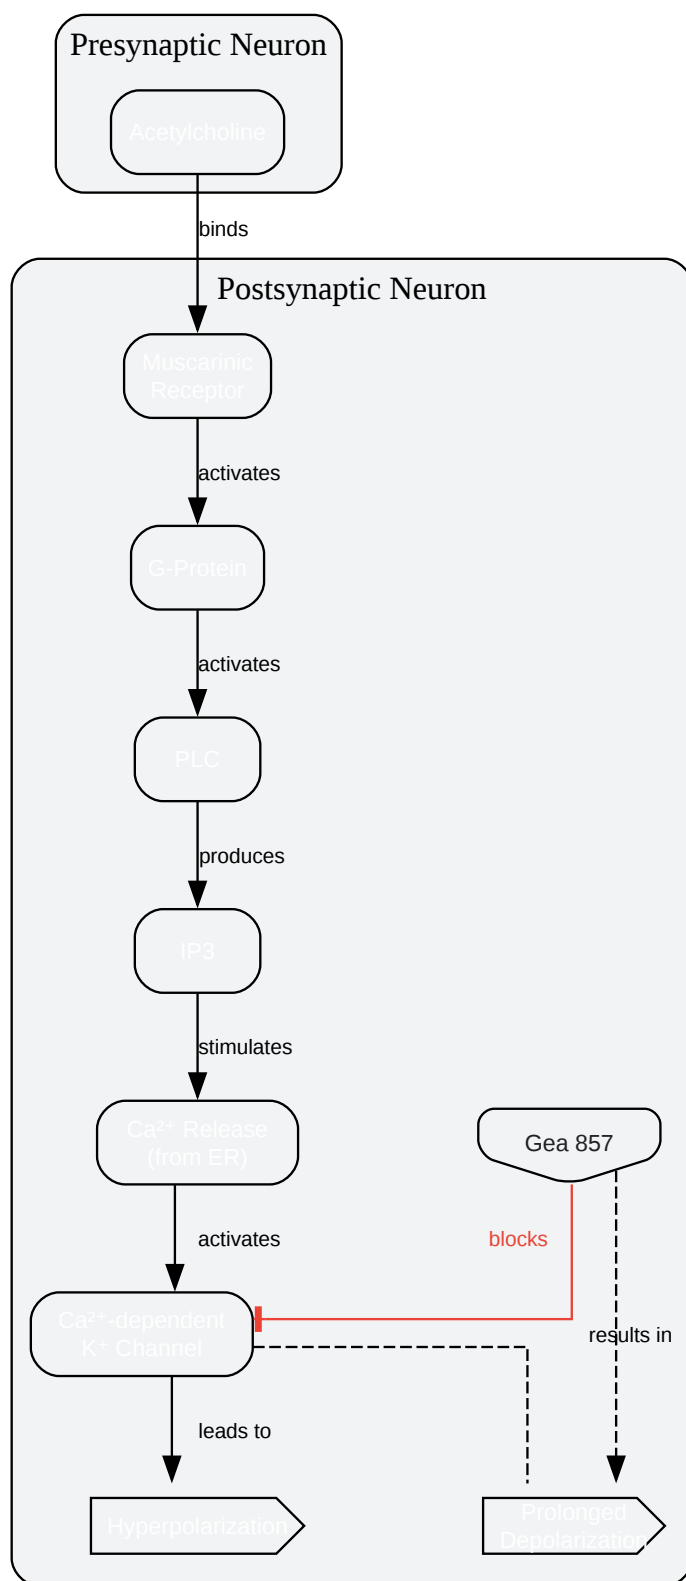 Presynaptic Neuron
Acetylcholine
binds
Postsynaptic Neuron
Muscarinic
Receptor
activates
G-Protein
activates
PLC
produces
IP3
stimulates
Ca²⁺ Release
(from ER)
Gea 857
activates
blocks
Ca²⁺-dependent
K⁺ Channel
results in
leads to
Hyperpolarization
Prolonged
Depolarization